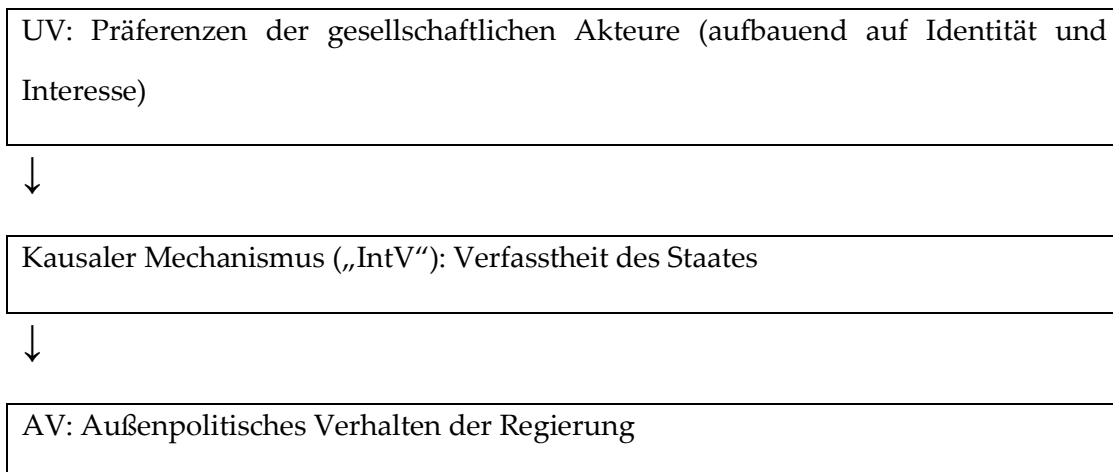 UV: Präferenzen der gesellschaftlichen Akteure (aufbauend auf Identität und
Interesse)
↓
Kausaler Mechanismus („IntV“): Verfasstheit des Staates
↓
AV: Außenpolitisches Verhalten der Regierung